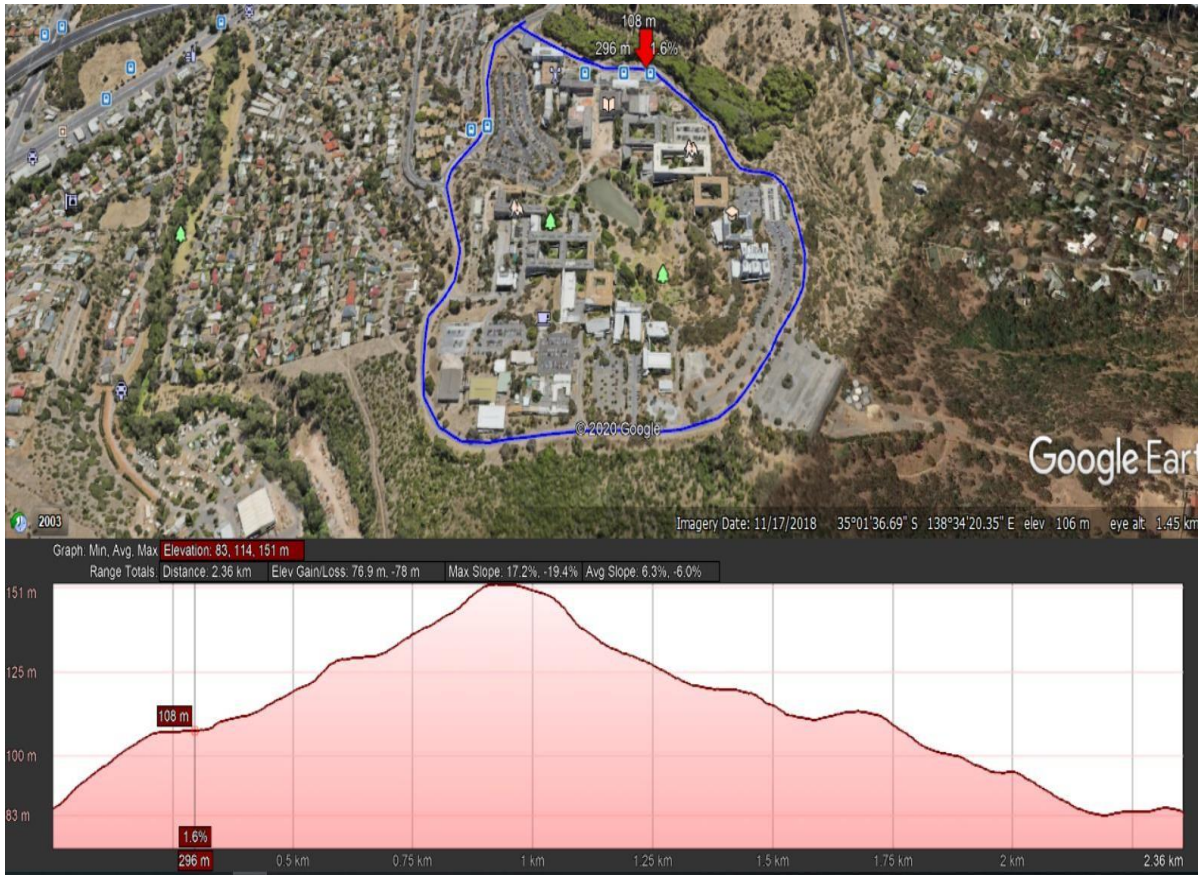 108 m
296 m 1.6%
© 2020 Google
Google Eart
2003
Imagery Date: 11/17/2018 35°01'36.69" S 138°34'20.35" E elev 106 m eye alt 1.45 km
Graph: Min, Avg, Max Elevation: 83, 114, 151 m
Range Totals: Distance: 2.36 km Elev Gain/Loss: 76.9 m, -78 m Max Slope: 17.2%, -19.4% Avg Slope: 6.3%, -6.0%
151 m
125 m
108 m
100 m
83 m
1.6%
296 m 0.5 km 0.75 km 1 km 1.25 km 1.5 km 1.75 km 2 km 2.36 km